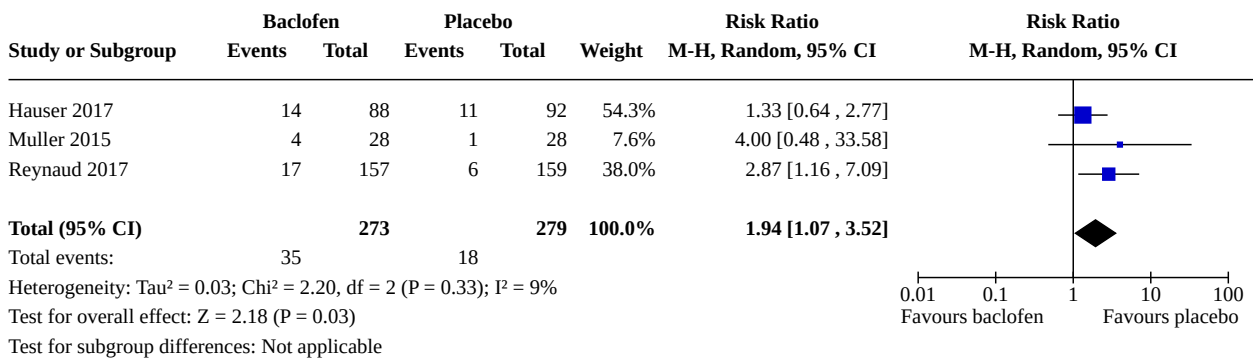 Baclofen Placebo Risk Ratio Risk Ratio
Study or Subgroup Events Total Events Total Weight M-H, Random, 95% CI M-H, Random, 95% CI
Hauser 2017 14 88 11 92 54.3% 1.33 [0.64 , 2.77]
Muller 2015 4 28 1 28 7.6% 4.00 [0.48 , 33.58]
Reynaud 2017 17 157 6 159 38.0% 2.87 [1.16 , 7.09]
Total (95% CI) 273 279 100.0% 1.94 [1.07 , 3.52]
Total events: 35 18
Heterogeneity: Tau² = 0.03; Chi² = 2.20, df = 2 (P = 0.33); I² = 9%
Test for overall effect: Z = 2.18 (P = 0.03)
Test for subgroup differences: Not applicable
0.01 0.1 1 10 100
Favours baclofen Favours placebo